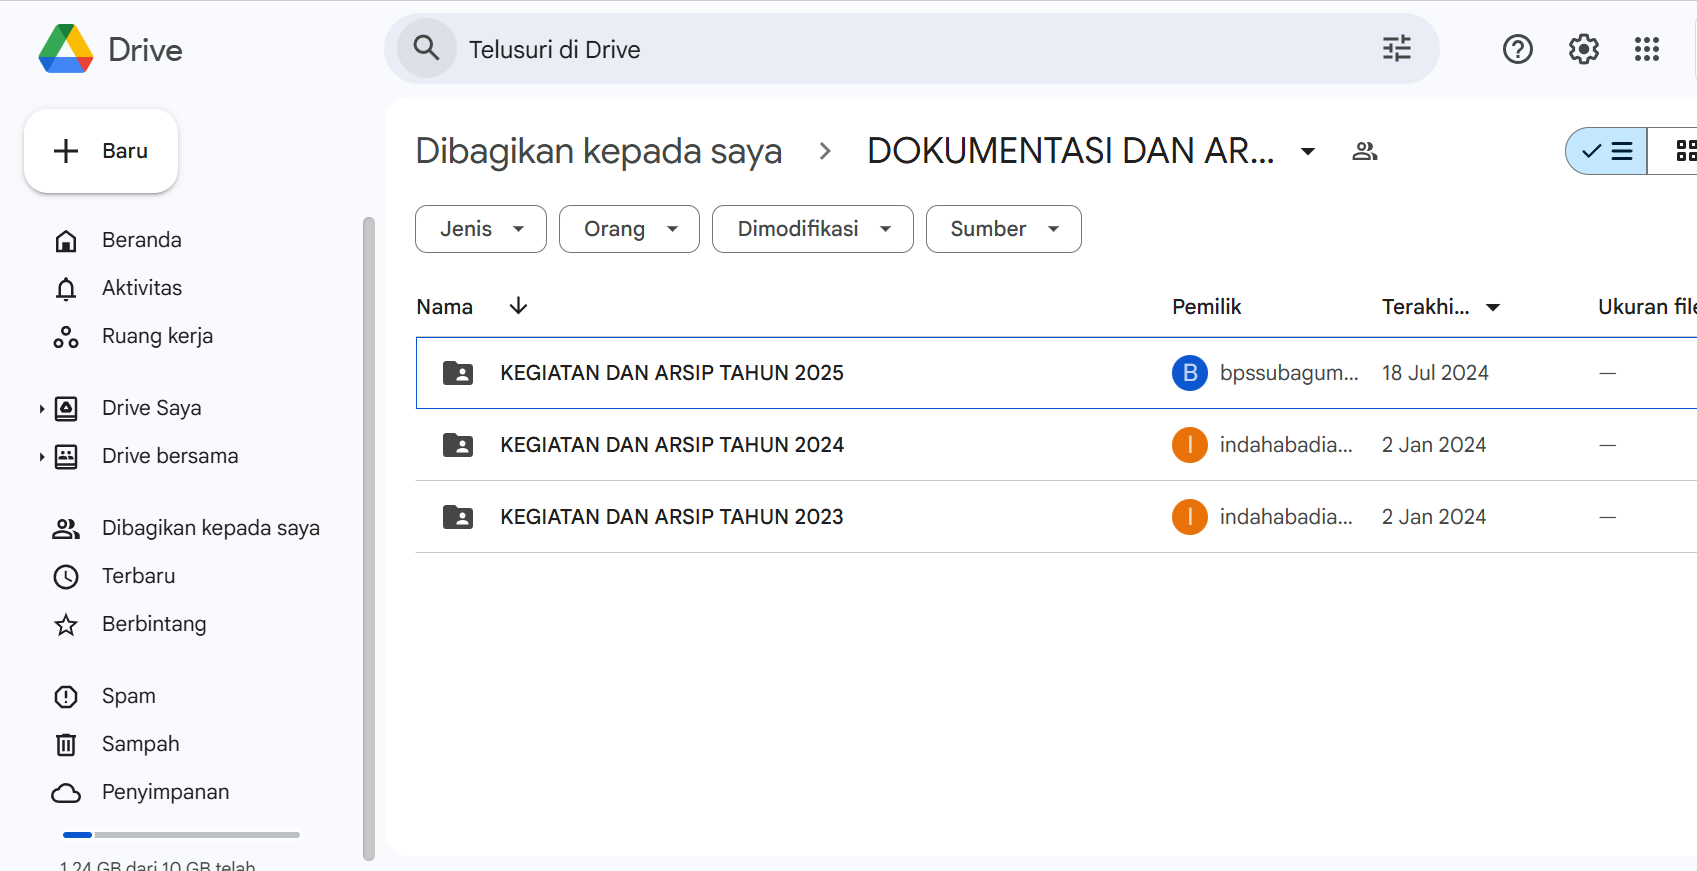 Drive
Telusuri di Drive
Baru
Beranda
Aktivitas
Ruang kerja
Drive Saya
Drive bersama
Dibagikan kepada saya
Terbaru
Berbintang
Spam
Sampah
Penyimpanan
1,24 GB dari 10 GB telah
Dibagikan kepada saya > DOKUMENTASI DAN AR...
Jenis Orang Dimodifikasi Sumber
Nama Pemilik Terakhi... Ukuran file
KEGIATAN DAN ARSIP TAHUN 2025 B bpssubagum... 18 Jul 2024 —
KEGIATAN DAN ARSIP TAHUN 2024 I indahabadia... 2 Jan 2024 —
KEGIATAN DAN ARSIP TAHUN 2023 I indahabadia... 2 Jan 2024 —